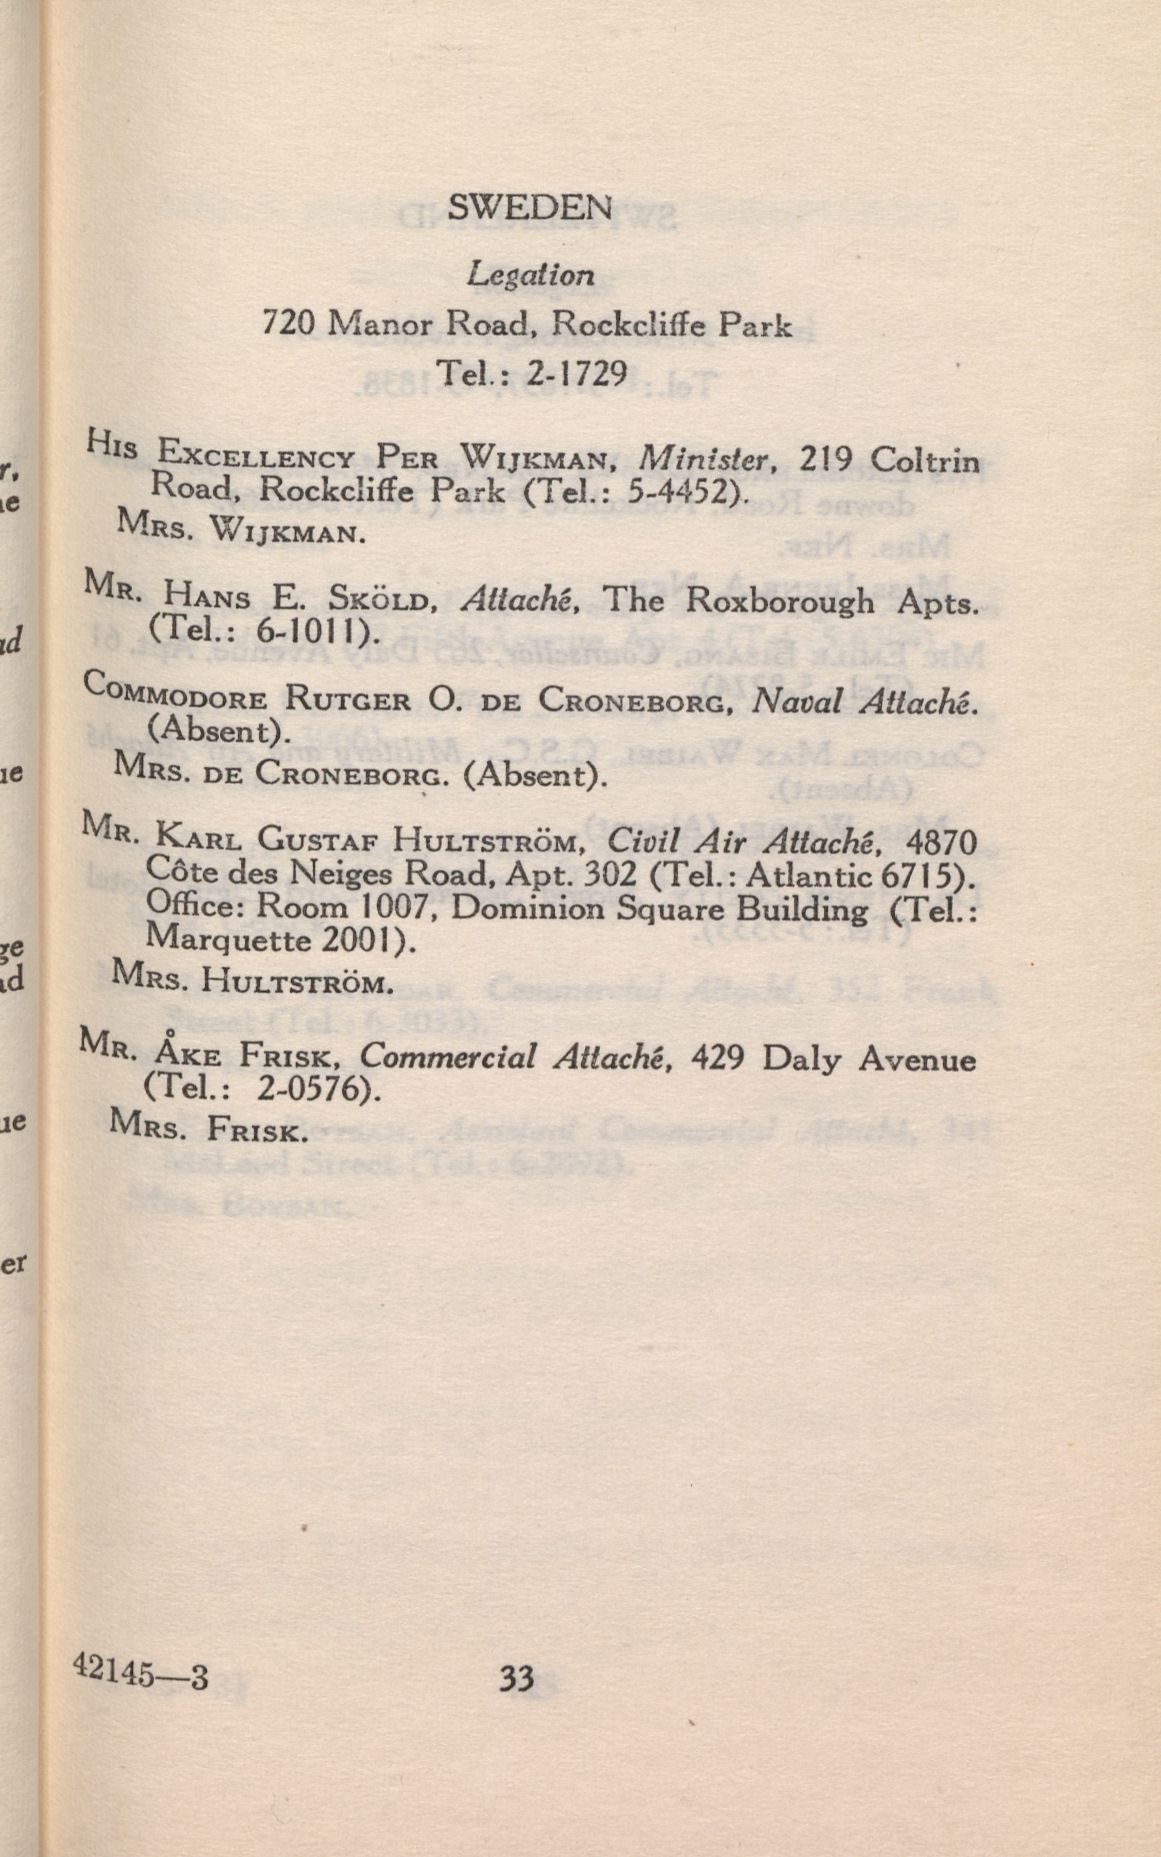 SWEDEN
Legation
720 Manor Road, Rockcliffe Park
Tel.: 2-1729
HIS EXCELLENCY PER WIJKMAN, Minister, 219 Coltrin
Road, Rockcliffe Park (Tel.: 5-4452).
MRS. WIJKMAN.
MR. HANS E. SKÖLD, Attaché, The Roxborough Apts.
(Tel.: 6-1011).
COMMODORE RUTGER O. DE CRONEBORG, Naval Attaché.
(Absent).
MRS. DE CRONEBORG. (Absent).
MR. KARL GUSTAF HULTSTRÖM, Civil Air Attaché, 4870
Côte des Neiges Road, Apt. 302 (Tel.: Atlantic 6715).
Office: Room 1007, Dominion Square Building (Tel.:
Marquette 2001).
MRS. HULTSTRÖM.
MR. ÅKE FRISK, Commercial Attaché, 429 Daly Avenue
(Tel.: 2-0576).
MRS. FRISK.
42145—3
33